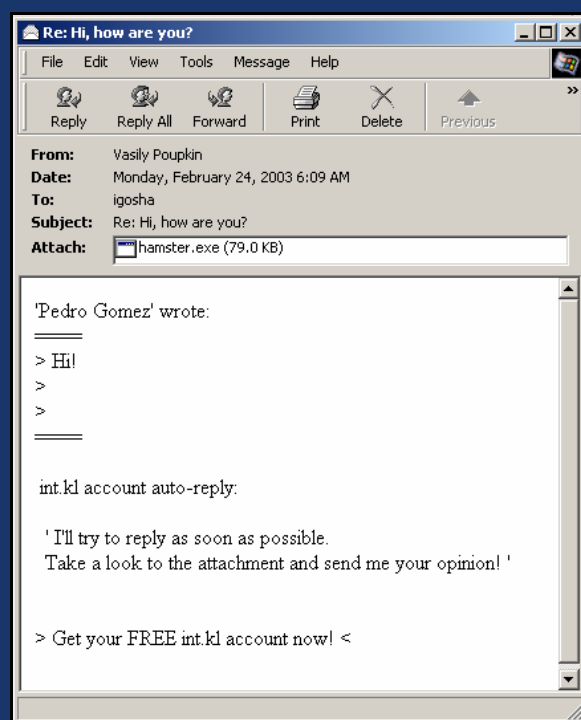 Re: Hi, how are you?
File Edit View Tools Message Help
Reply Reply All Forward Print Delete Previous »
From: Vasily Poupkin
Date: Monday, February 24, 2003 6:09 AM
To: igosha
Subject: Re: Hi, how are you?
Attach: hamster.exe (79.0 KB)
'Pedro Gomez' wrote:
====
> Hi!
>
>
====
int.kl account auto-reply:
' I'll try to reply as soon as possible.
Take a look to the attachment and send me your opinion! '
> Get your FREE int.kl account now! <